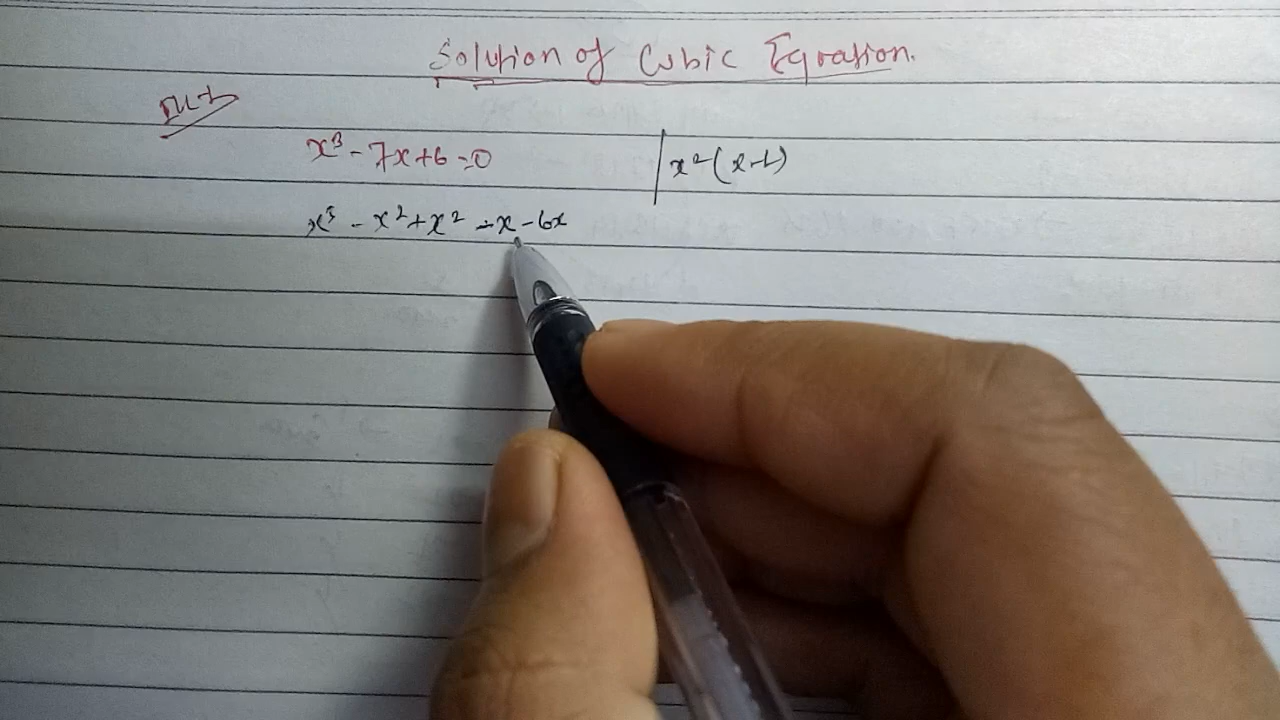 Solution of Cubic Equation.
x³ - 7x + 6 = 0
x² (x-1)
x³ - x² + x² - x - 6x